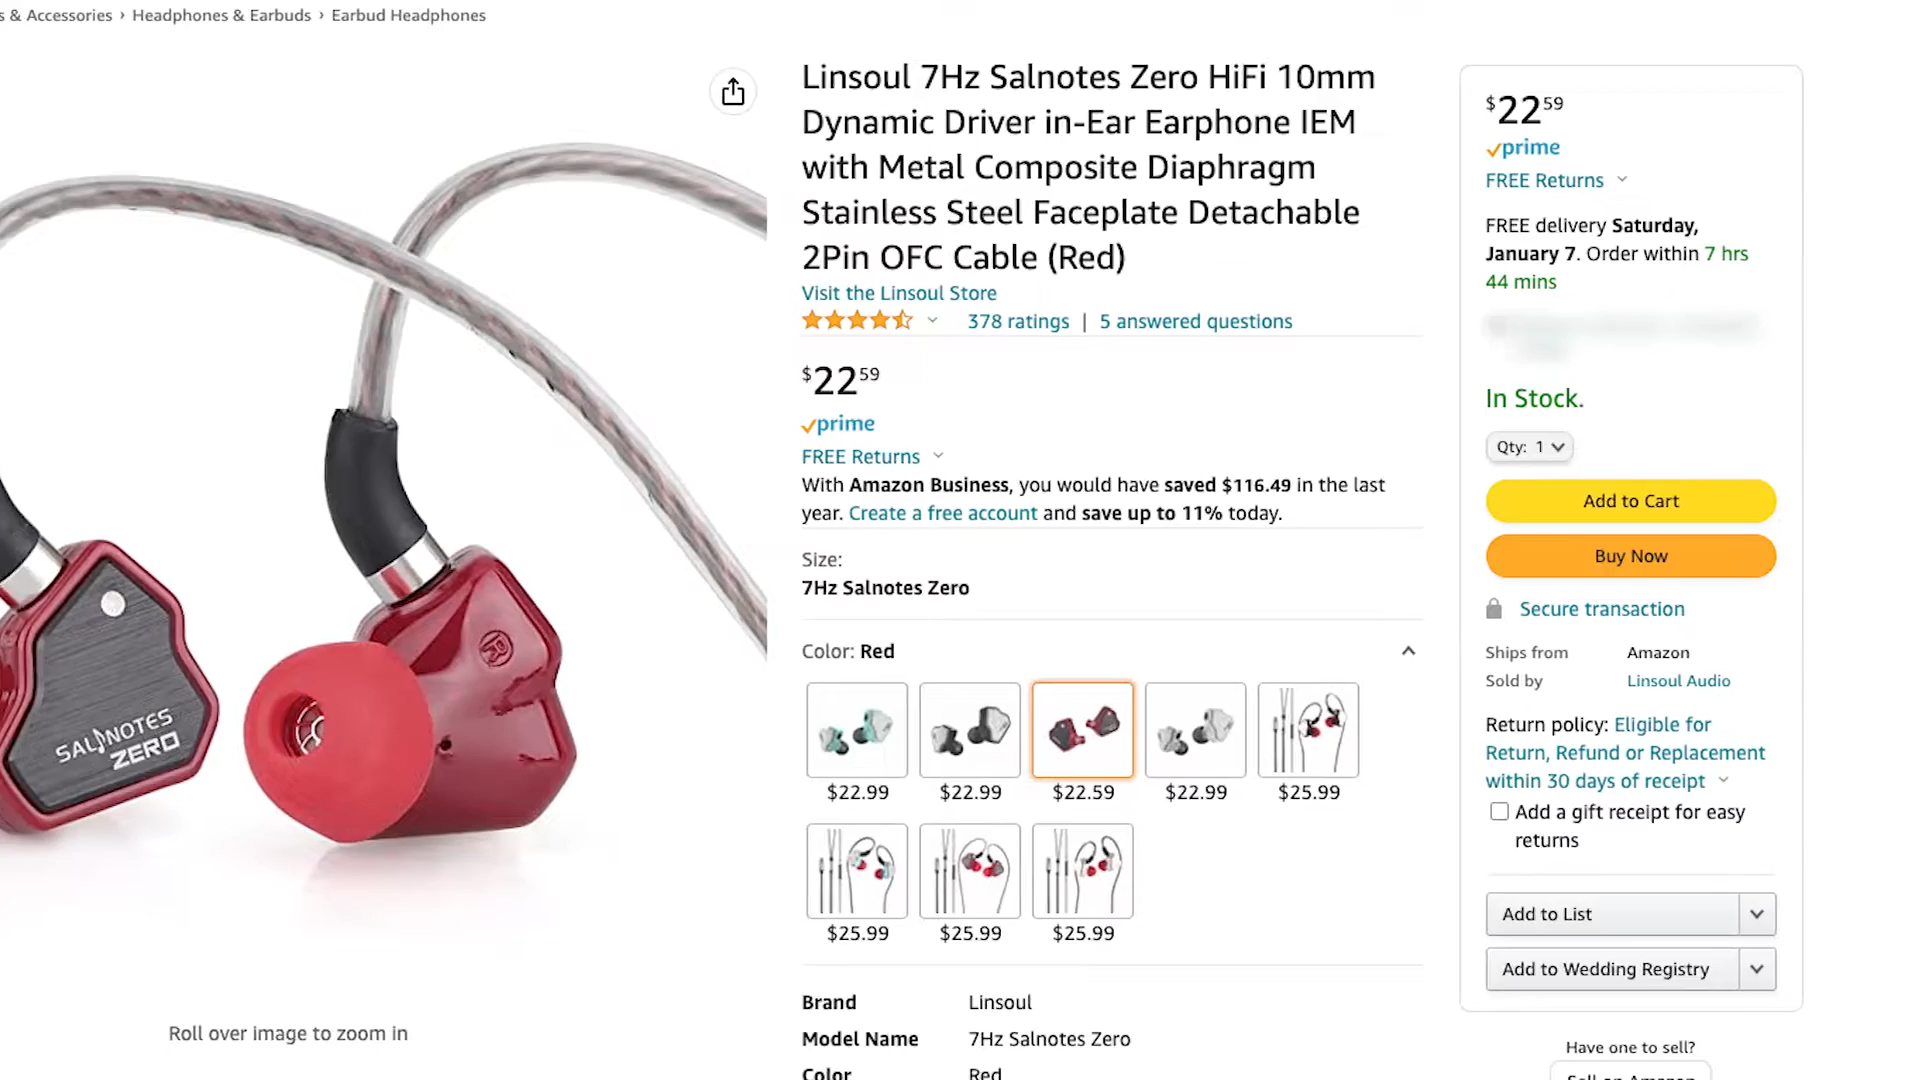 s & Accessories › Headphones & Earbuds › Earbud Headphones
Linsoul 7Hz Salnotes Zero HiFi 10mm
Dynamic Driver in-Ear Earphone IEM
with Metal Composite Diaphragm
Stainless Steel Faceplate Detachable
2Pin OFC Cable (Red)
Visit the Linsoul Store
378 ratings | 5 answered questions
$22 59
prime
FREE Returns
With Amazon Business, you would have saved $116.49 in the last
year. Create a free account and save up to 11% today.
Size:
7Hz Salnotes Zero
Color: Red
$22.99 $22.99 $22.59 $22.99 $25.99
$25.99 $25.99 $25.99
Brand Linsoul
Model Name 7Hz Salnotes Zero
Color Red
SALNOTES
ZERO
R
Roll over image to zoom in
$22 59
prime
FREE Returns
FREE delivery Saturday,
January 7. Order within 7 hrs
44 mins
In Stock.
Qty: 1
Add to Cart
Buy Now
Secure transaction
Ships from Amazon
Sold by Linsoul Audio
Return policy: Eligible for
Return, Refund or Replacement
within 30 days of receipt
Add a gift receipt for easy
returns
Add to List
Add to Wedding Registry
Have one to sell?
Sell on Amazon